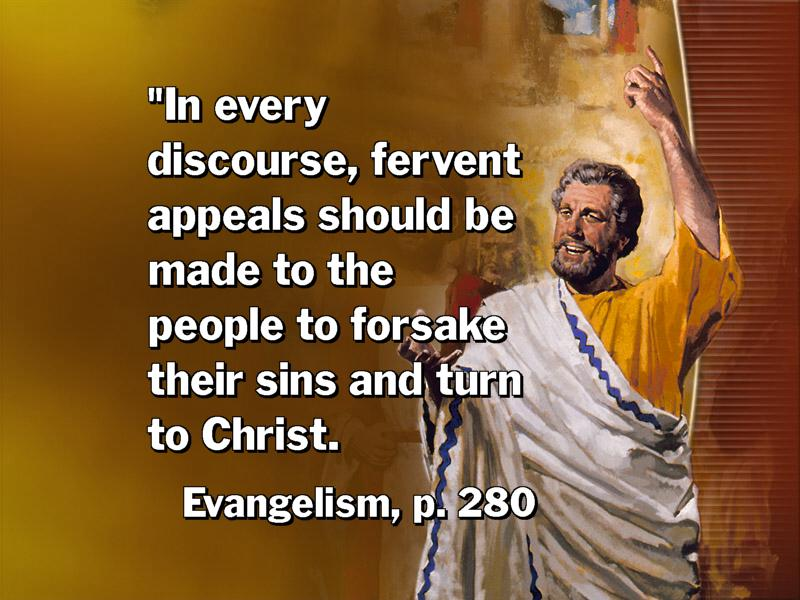 "In every
discourse, fervent
appeals should be
made to the
people to forsake
their sins and turn
to Christ.
Evangelism, p. 280